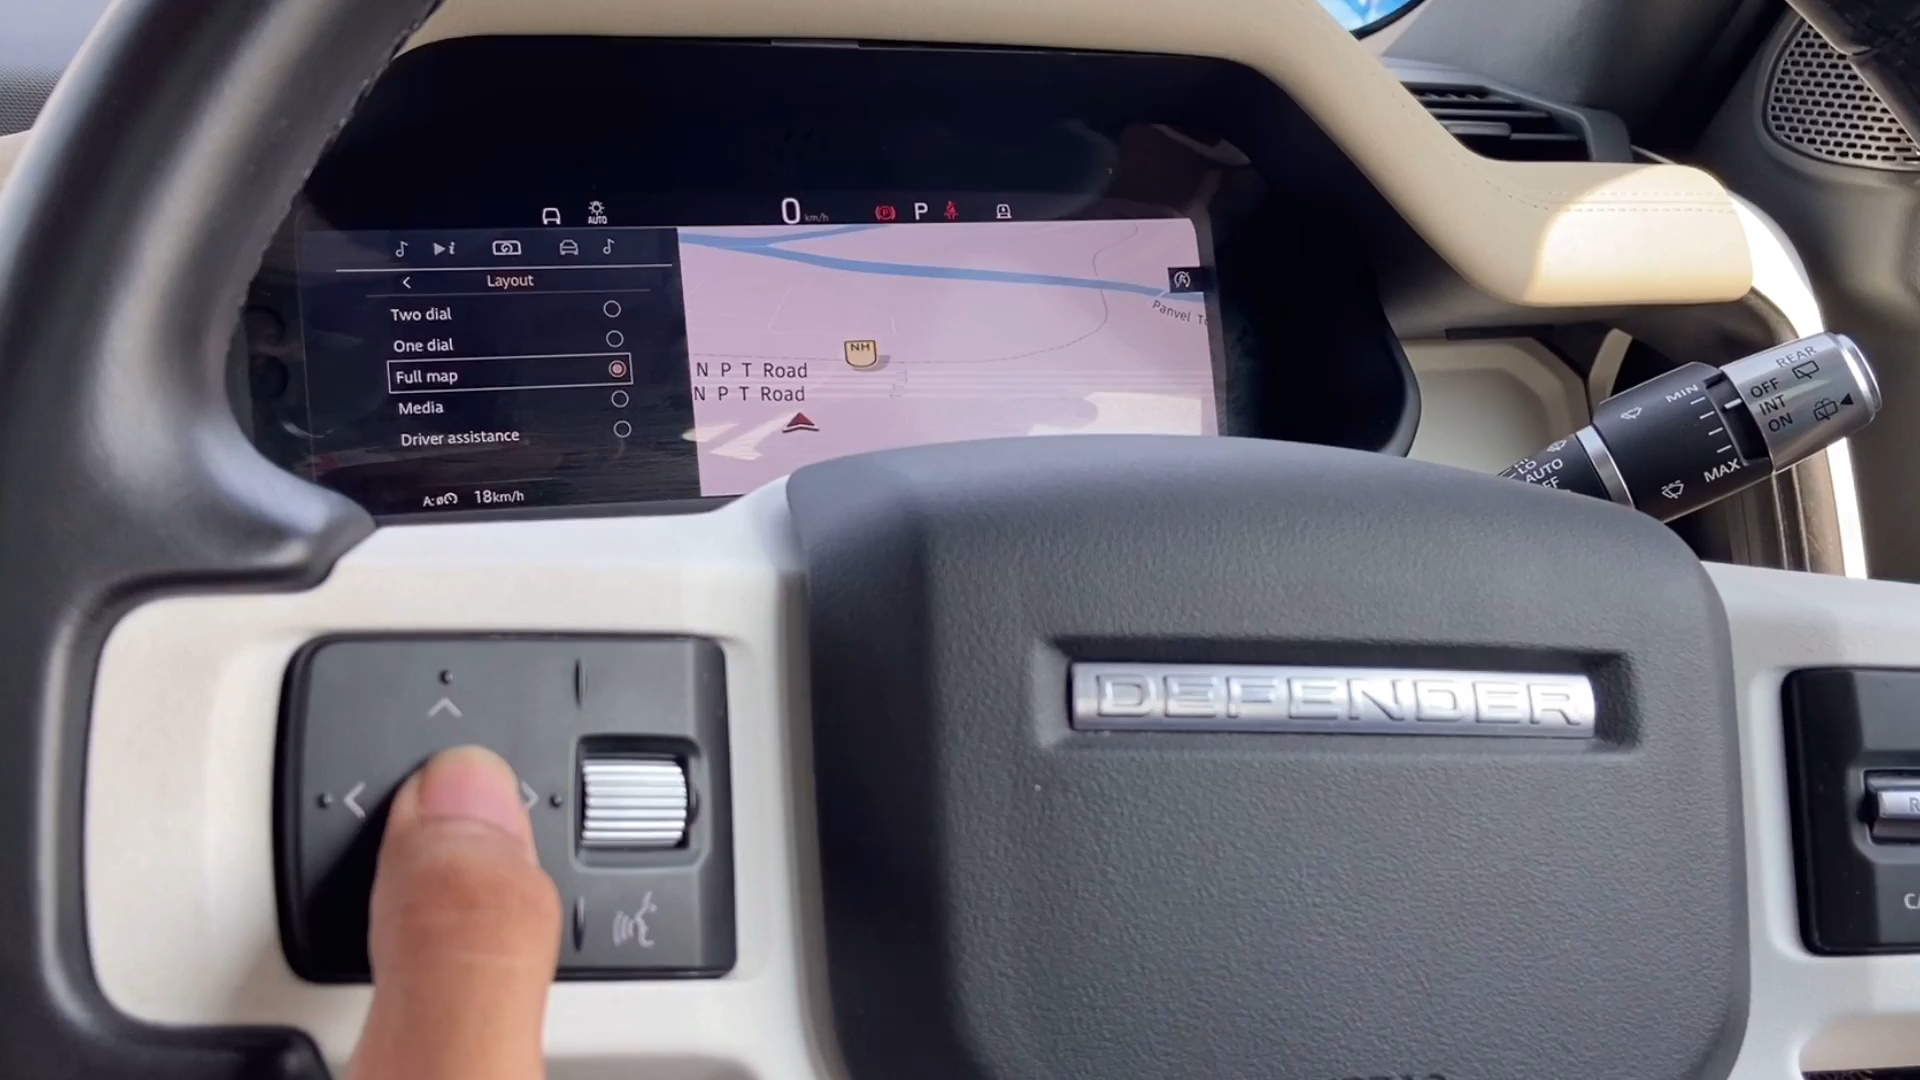 AUTO
0 km/h
P
Layout
Two dial
One dial
Full map
Media
Driver assistance
18km/h
NH
N P T Road
N P T Road
Panvel
REAR
OFF
INT
ON
MIN
MAX
LO
AUTO
DEFENDER